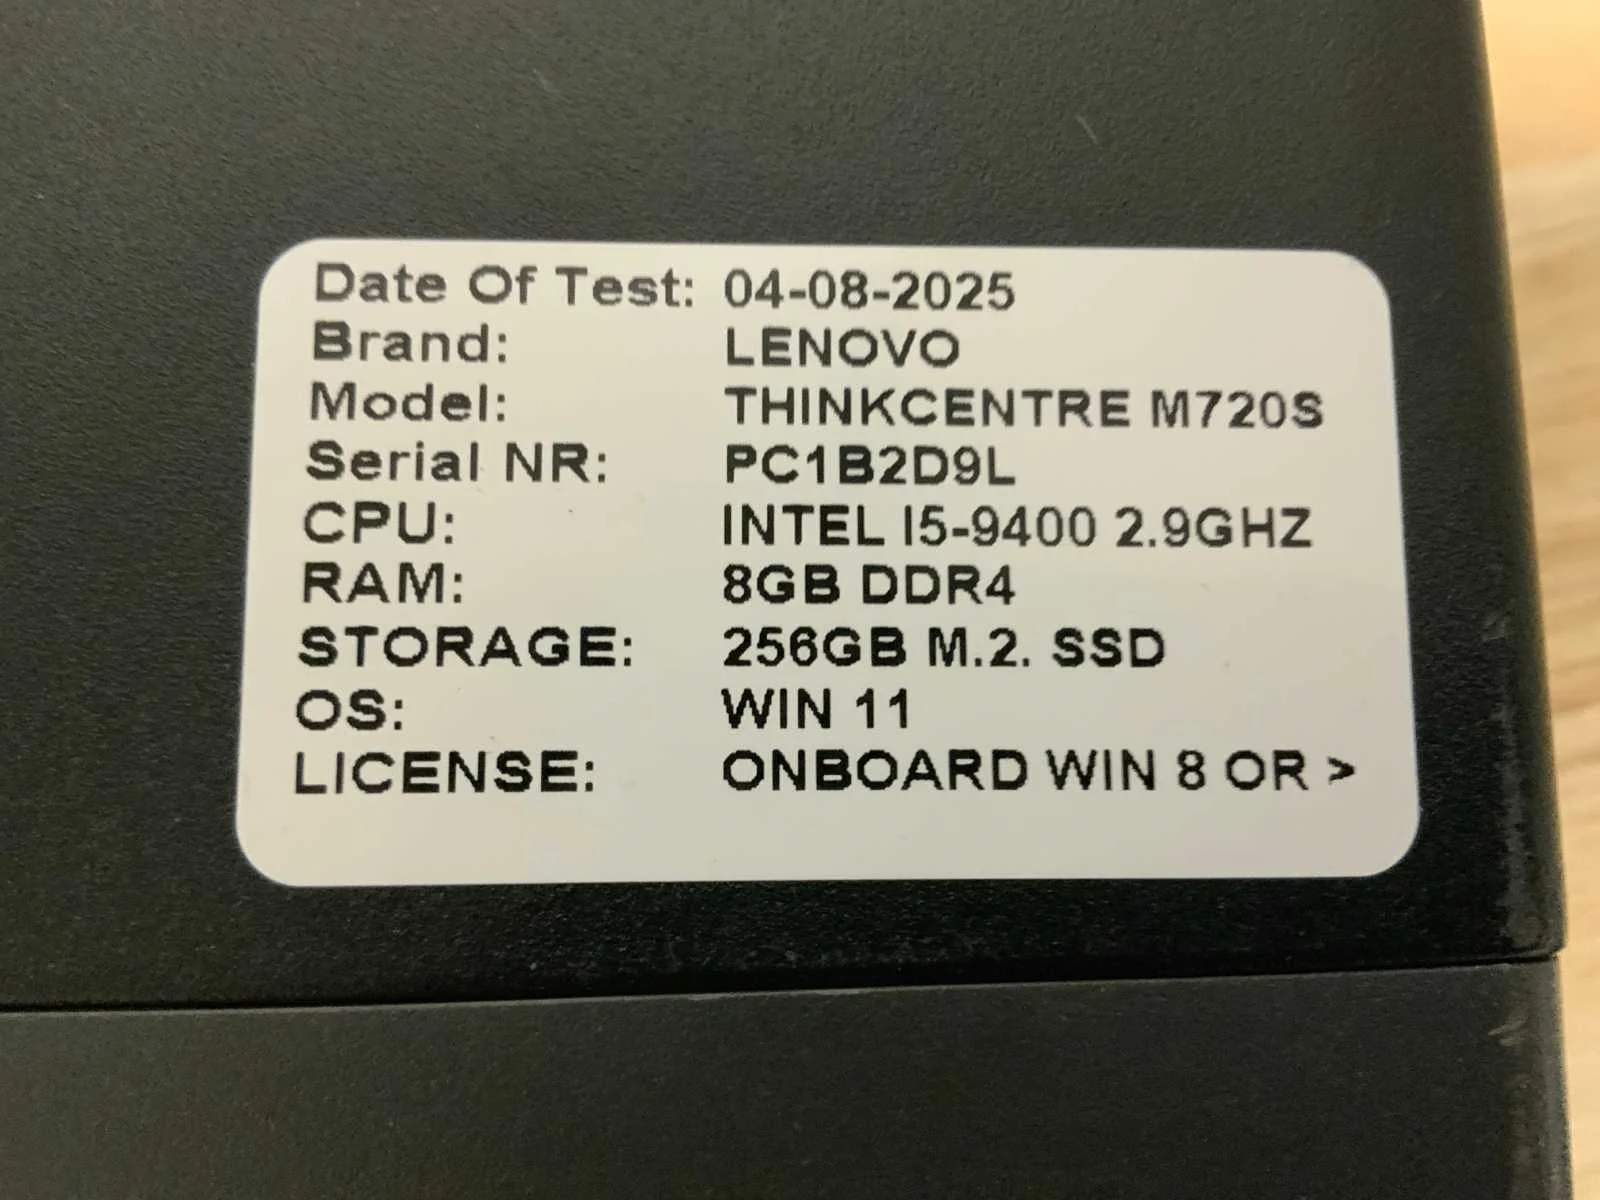 Date Of Test: 04-08-2025
Brand: LENOVO
Model: THINKCENTRE M720S
Serial NR: PC1B2D9L
CPU: INTEL I5-9400 2.9GHZ
RAM: 8GB DDR4
STORAGE: 256GB M.2. SSD
OS: WIN 11
LICENSE: ONBOARD WIN 8 OR >